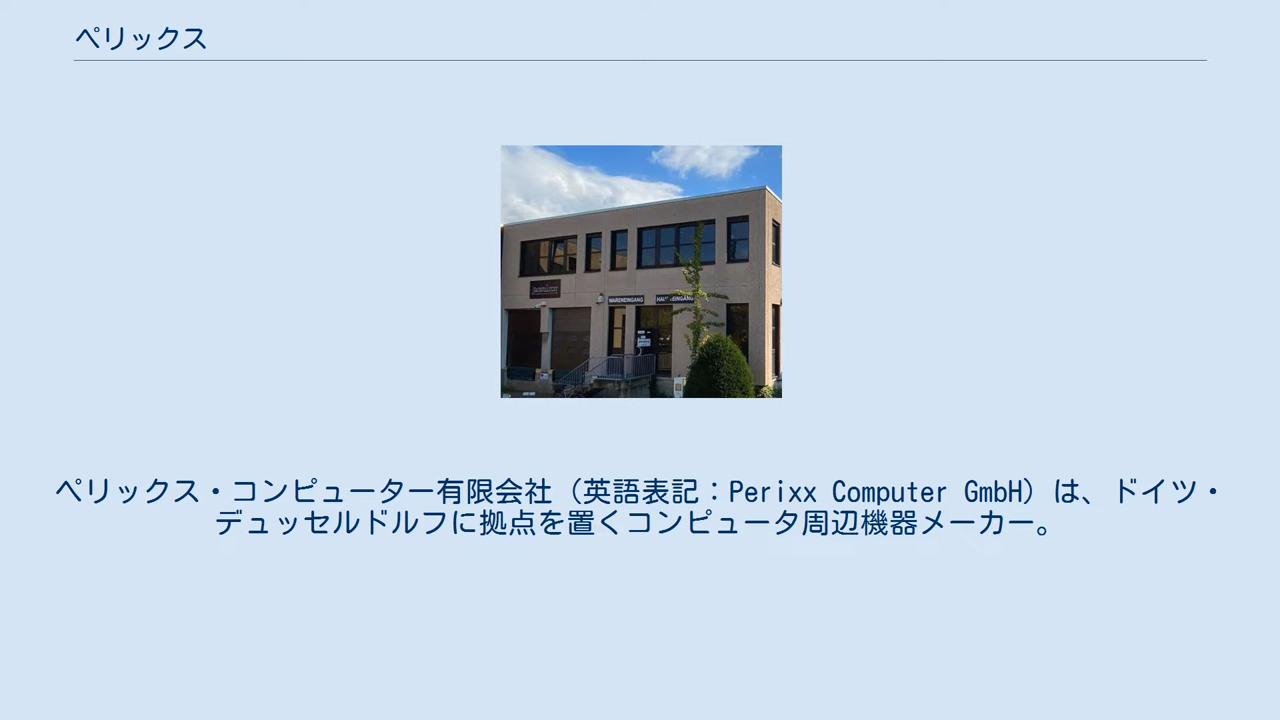 ペリックス
WARENEINGANG
ペリックス・コンピューター有限会社（英語表記：Perixx Computer GmbH）は、ドイツ・
デュッセルドルフに拠点を置くコンピュータ周辺機器メーカー。